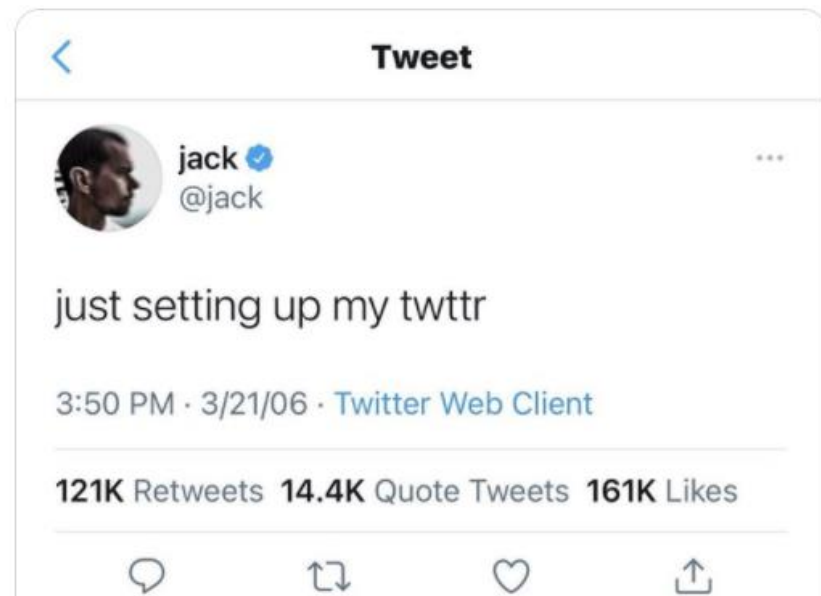 Tweet
jack
@jack
just setting up my twttr
3:50 PM · 3/21/06 · Twitter Web Client
121K Retweets 14.4K Quote Tweets 161K Likes